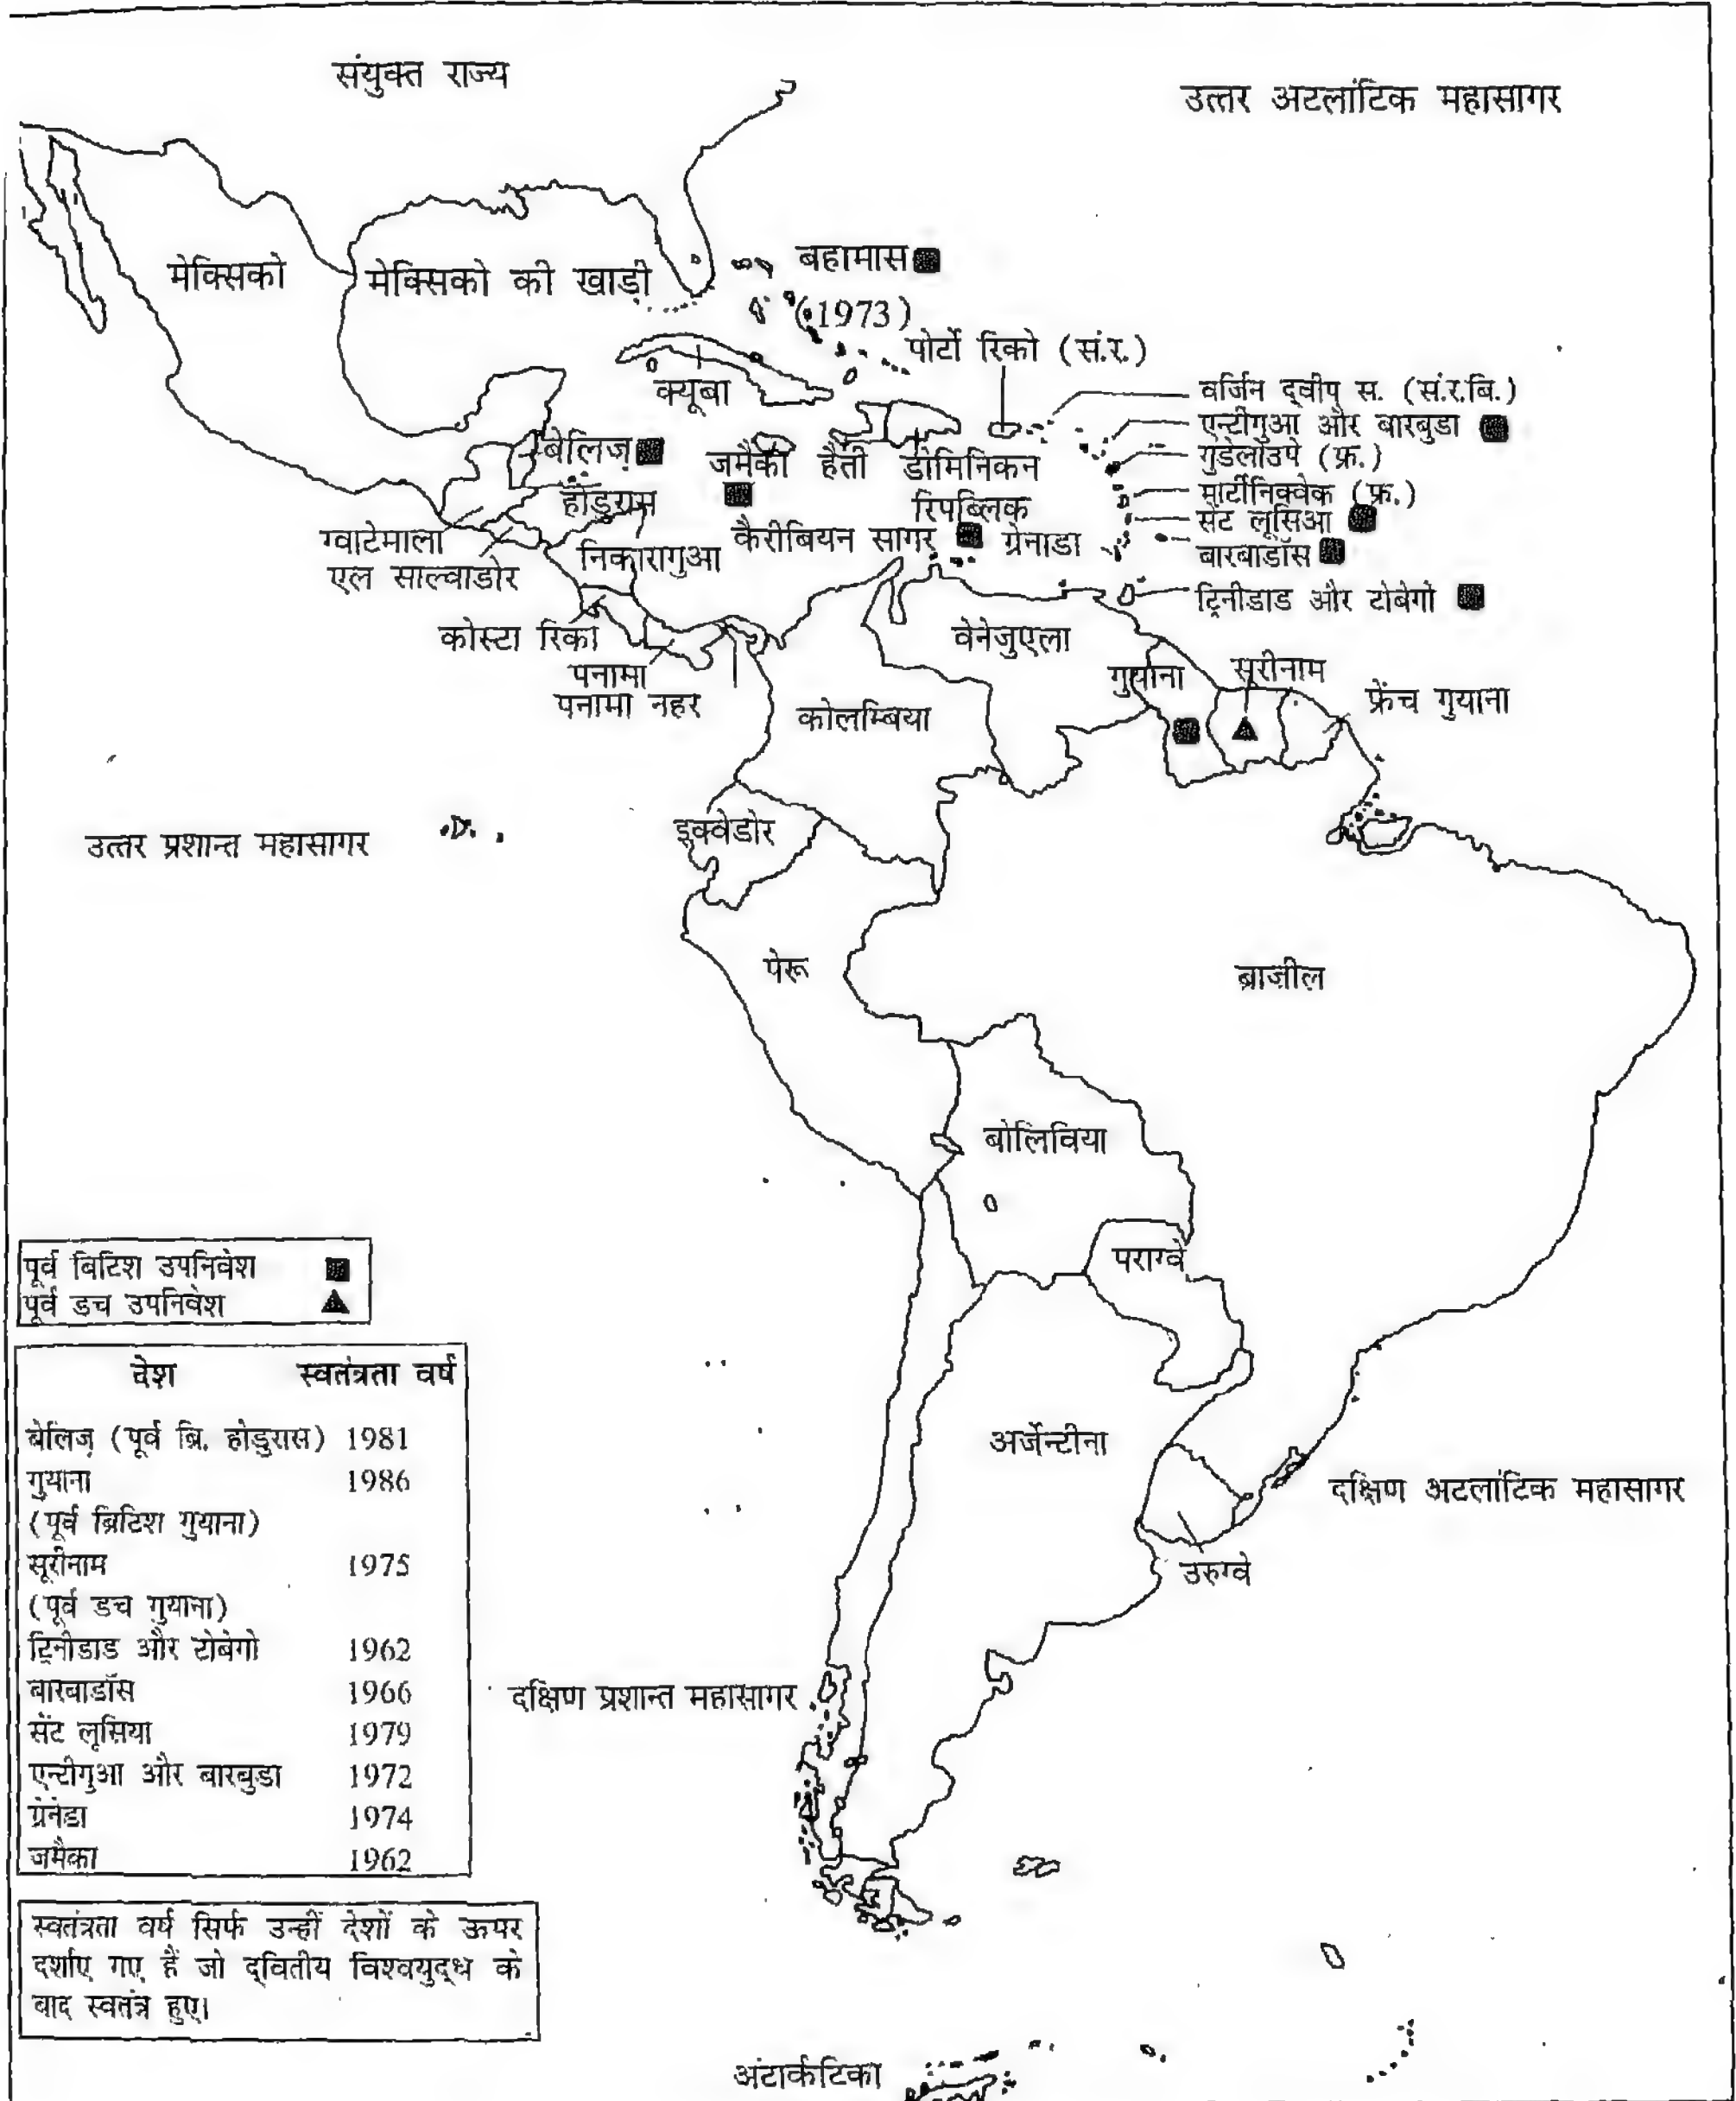 संयुक्त राज्य
उत्तर अटलांटिक महासागर
मेक्सिको
मेक्सिको की खाड़ी
बहामास
(1973)
पोर्टो रिको (सं.र.)
क्यूबा
वर्जिन द्वीप स. (सं.र.बि.)
एन्टीगुआ और बारबुडा
गुडेलोउपे (फ्र.)
मार्टीनिक्वेक (फ्र.)
सेंट लूसिआ
बारबाडॉस
ट्रिनीडाड और टोबेगो
बेलिज़
जमैका हैती डोमिनिकन
रिपब्लिक
होंडुरास
कैरीबियन सागर
ग्रेनाडा
ग्वाटेमाला
एल साल्वाडोर
निकारागुआ
कोस्टा रिका
पनामा
पनामा नहर
वेनेजुएला
गुयाना
सूरीनाम
फ्रेंच गुयाना
कोलम्बिया
उत्तर प्रशान्त महासागर
इक्वेडोर
पेरू
ब्राजील
बोलिविया
पराग्वे
पूर्व बिटिश उपनिवेश
पूर्व डच उपनिवेश
देश स्वतंत्रता वर्ष
बेलिज़ (पूर्व ब्रि. होडुरास) 1981
गुयाना 1986
(पूर्व ब्रिटिश गुयाना)
सूरीनाम 1975
(पूर्व डच गुयाना)
ट्रिनीडाड और टोबेगो 1962
बारबाडॉस 1966
सेंट लूसिया 1979
एन्टीगुआ और बारबुडा 1972
ग्रेनेडा 1974
जमैका 1962
अर्जेन्टीना
दक्षिण अटलांटिक महासागर
उरुग्वे
दक्षिण प्रशान्त महासागर
स्वतंत्रता वर्ष सिर्फ उन्हीं देशों के ऊपर
दर्शाए गए हैं जो द्वितीय विश्वयुद्ध के
बाद स्वतंत्र हुए।
अंटार्कटिका